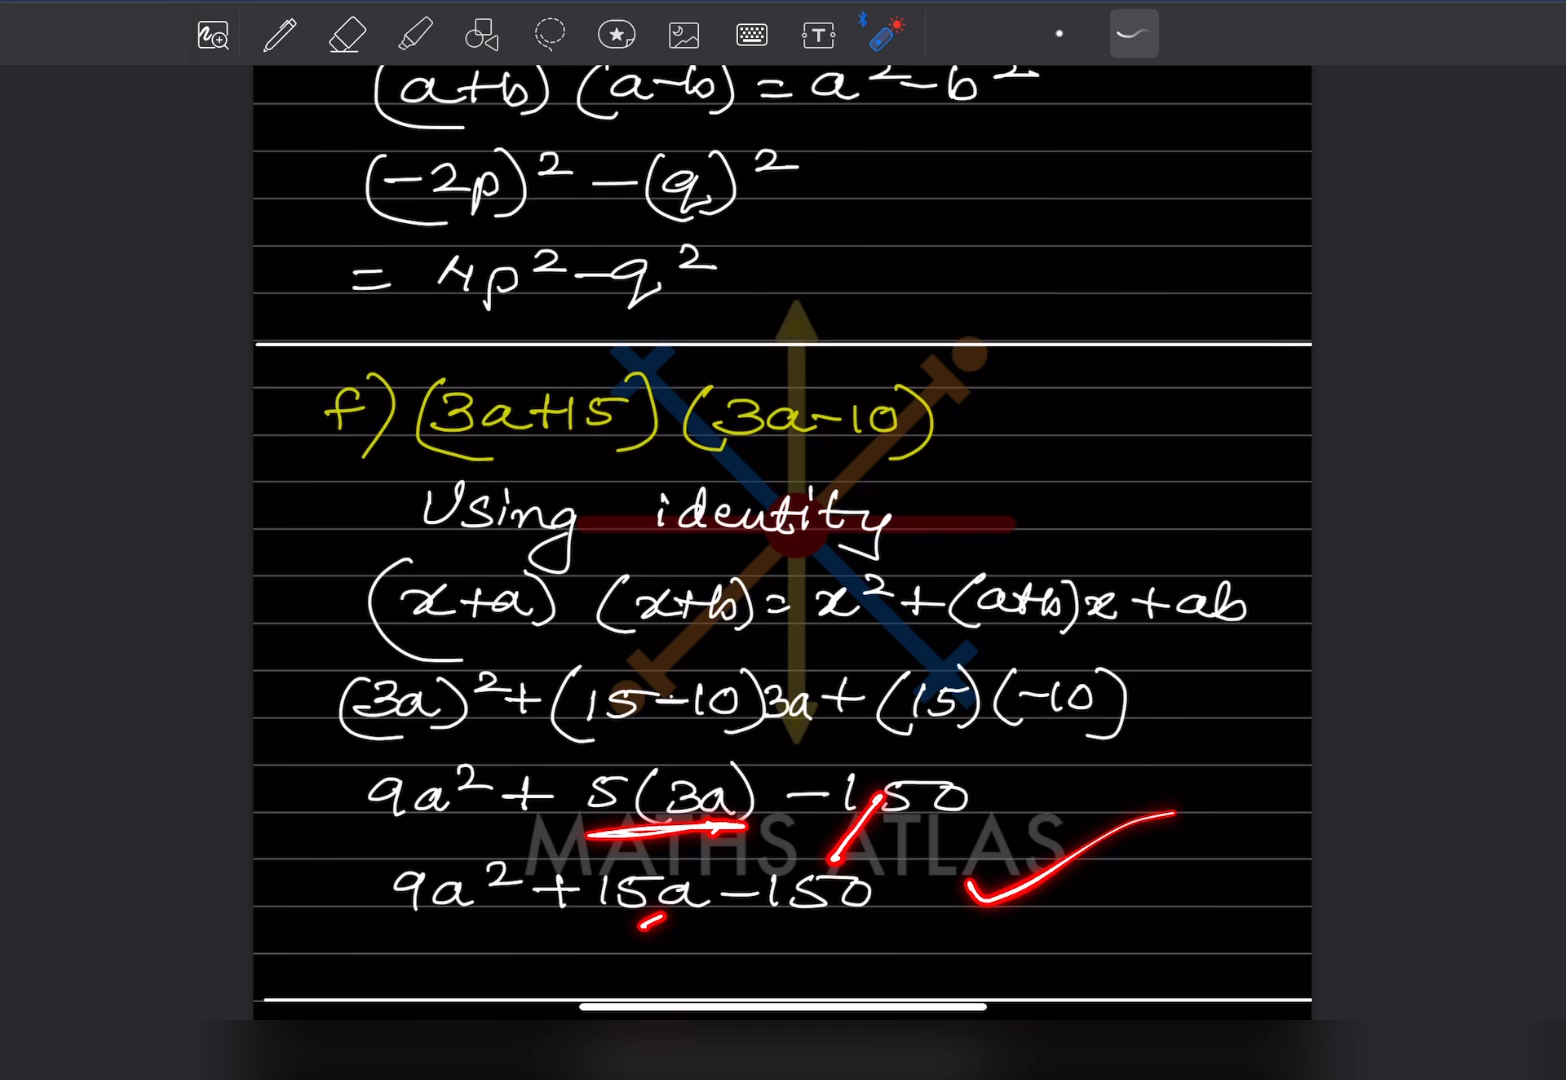 (a+b) (a-b) = a² - b²
(-2p)² - (q)²
= 4p² - q²
f) (3a+15) (3a-10)
Using identity
(x+a) (x+b) = x² + (a+b)x + ab
(3a)² + (15-10)3a + (15)(-10)
9a² + 5(3a) - 150
MATHS ATLAS
9a² + 15a - 150